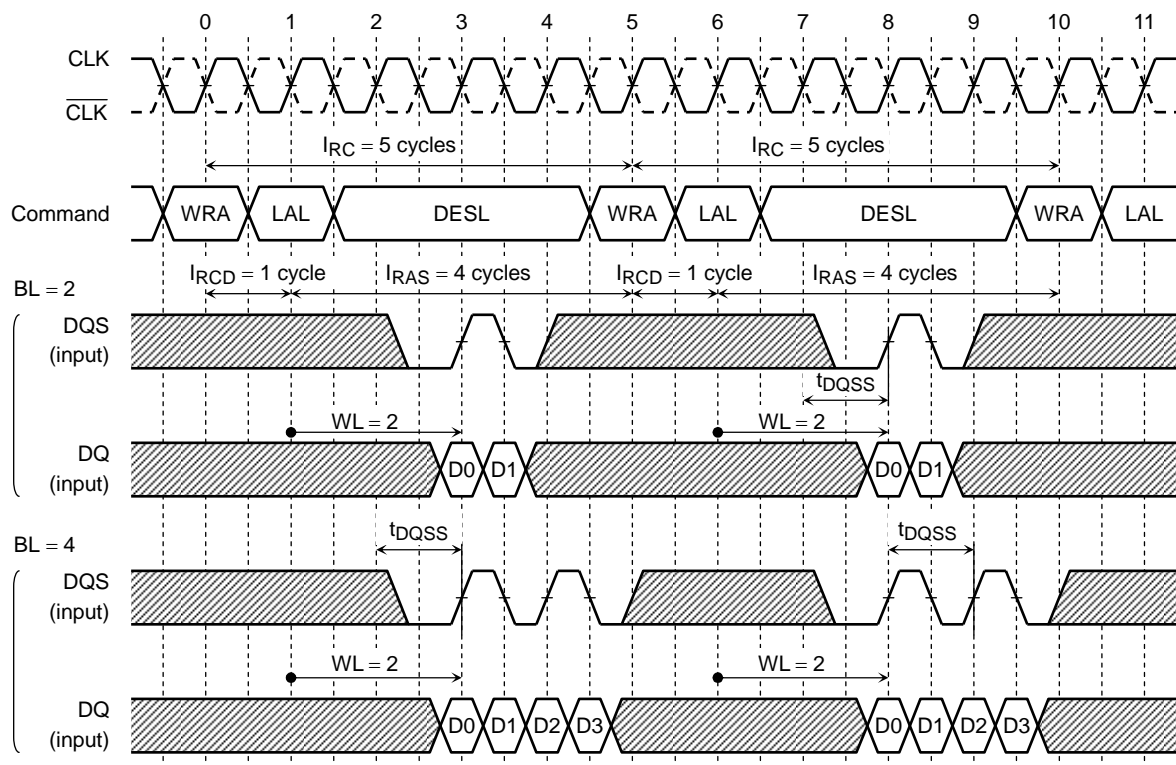 0 1 2 3 4 5 6 7 8 9 10 11
CLK
CLK
IRC = 5 cycles IRC = 5 cycles
Command WRA LAL DESL WRA LAL DESL WRA LAL
IRCD = 1 cycle IRAS = 4 cycles IRCD = 1 cycle IRAS = 4 cycles
BL = 2
DQS
(input)
tDQSS
WL = 2 WL = 2
DQ D0 D1 D0 D1
(input)
tDQSS tDQSS
BL = 4
DQS
(input)
WL = 2 WL = 2
DQ D0 D1 D2 D3 D0 D1 D2 D3
(input)